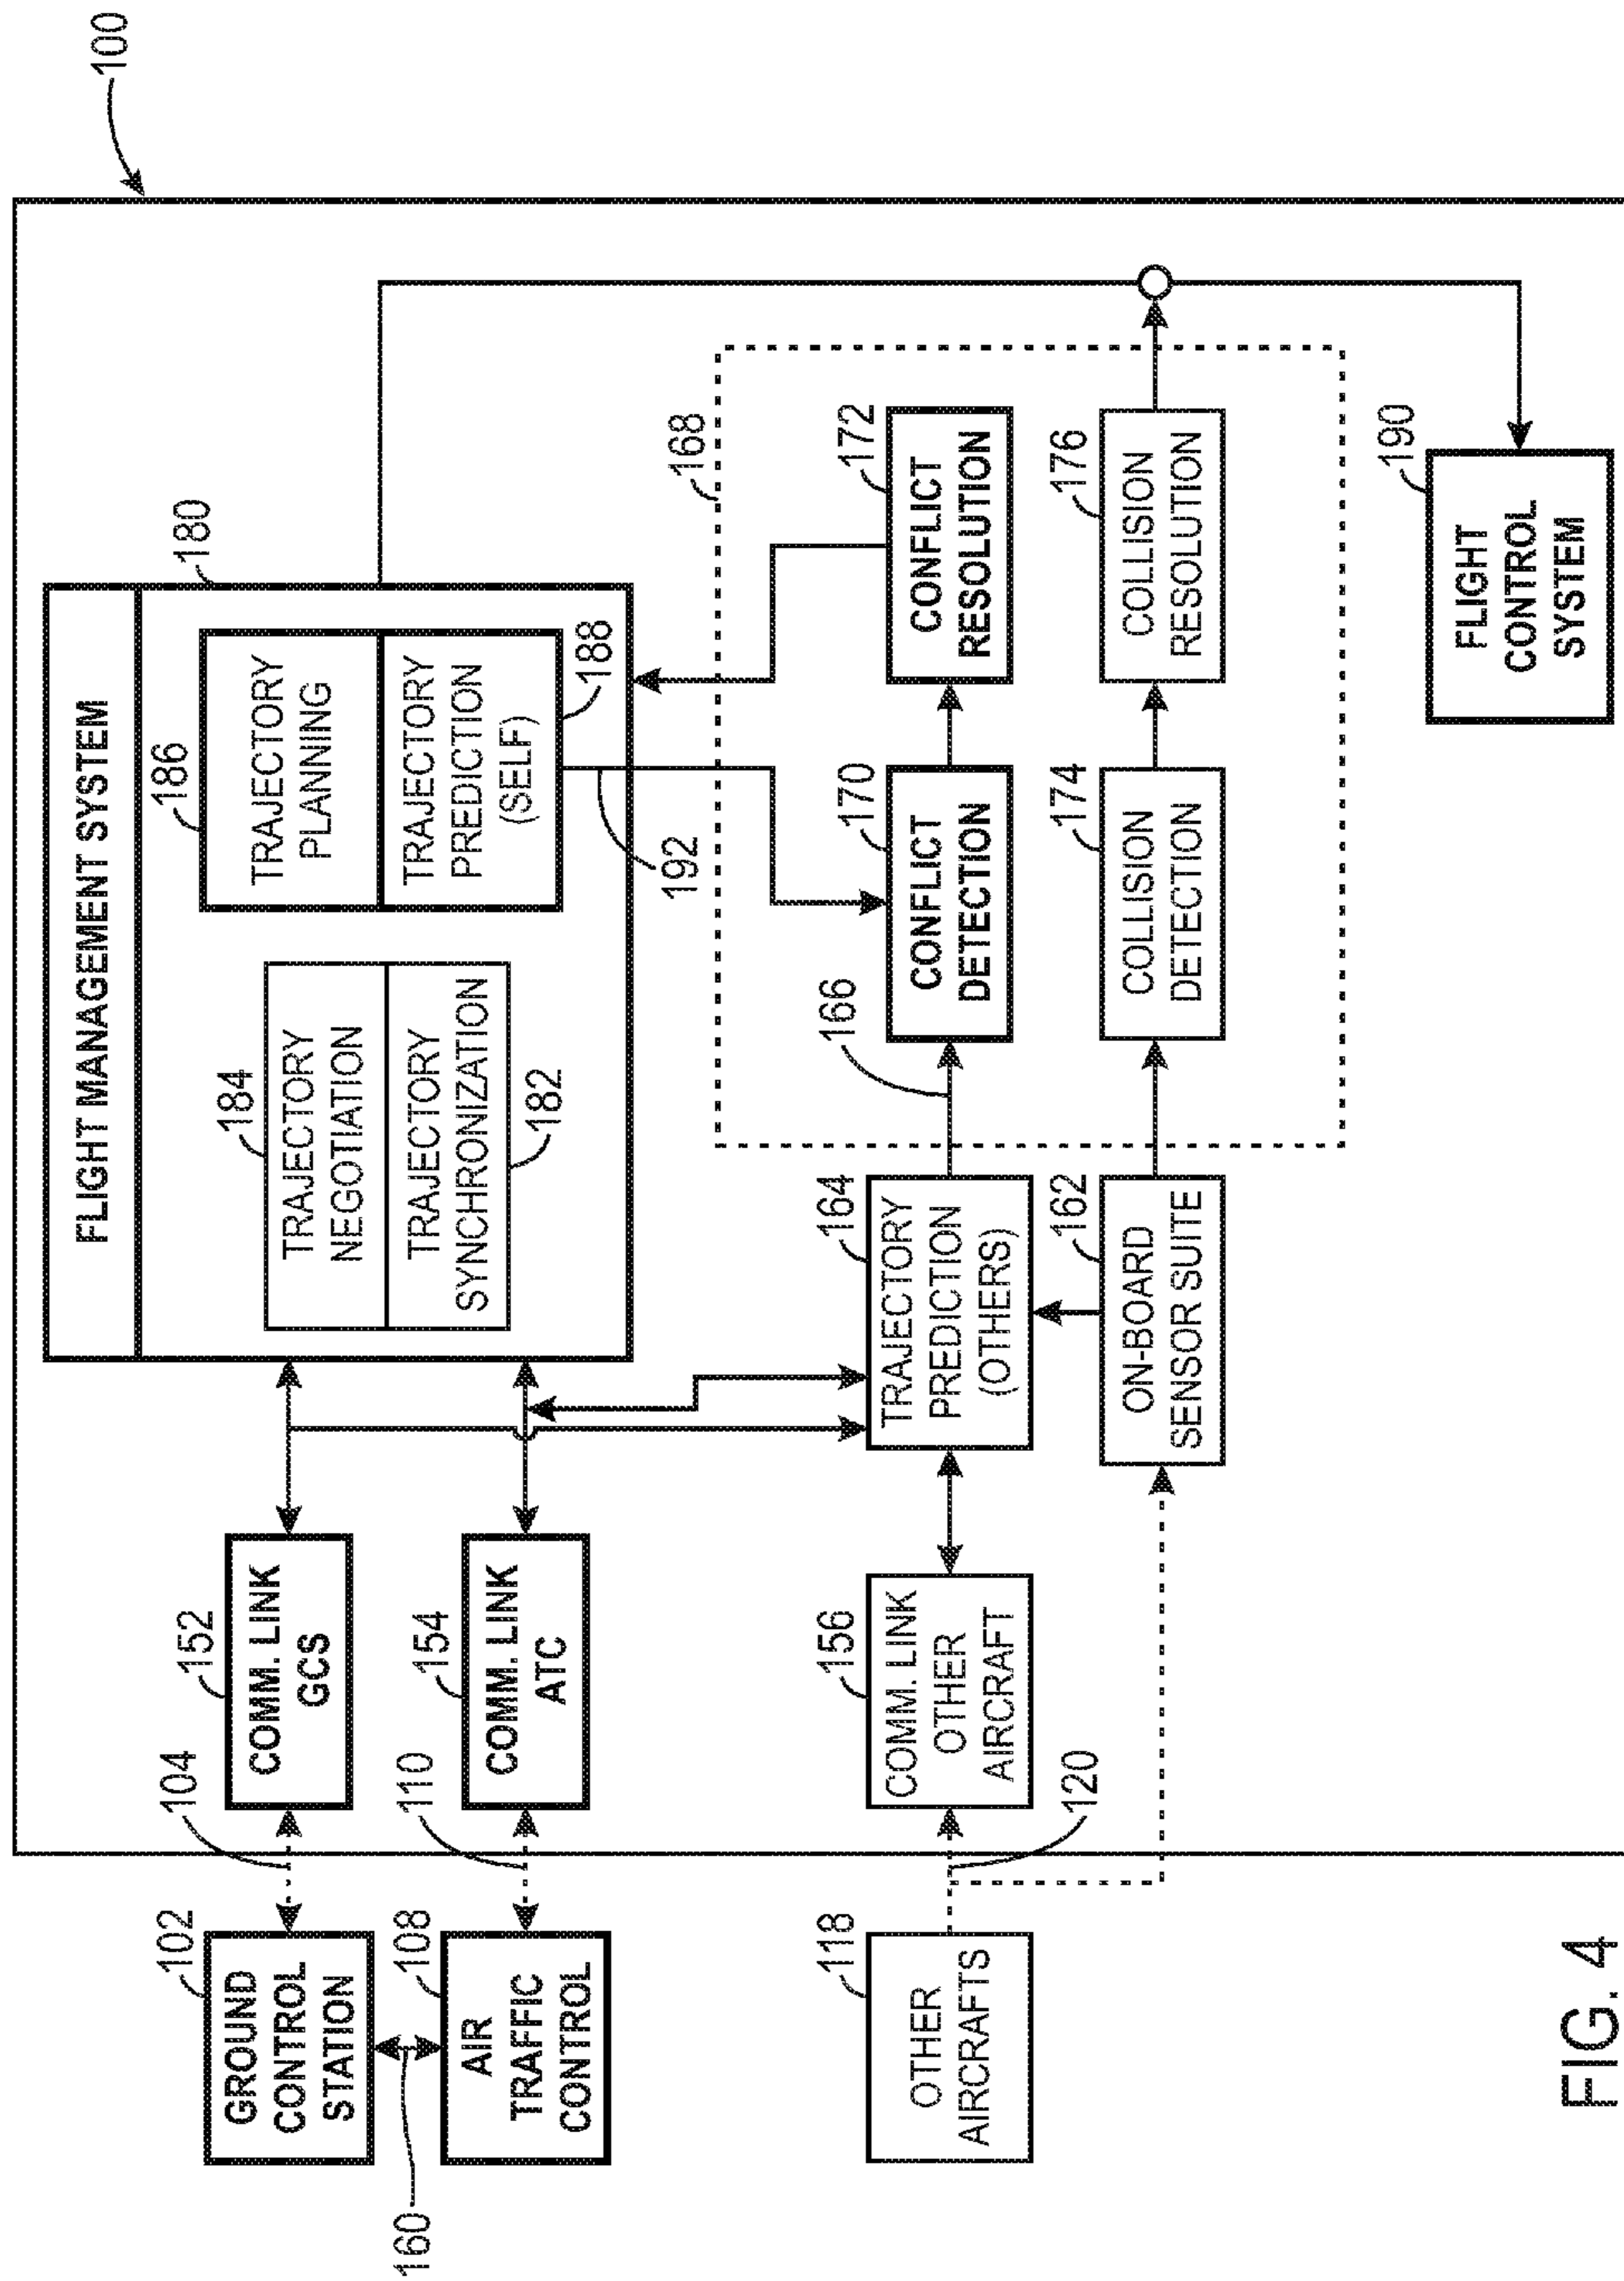 100
FLIGHT MANAGEMENT SYSTEM
180
184
TRAJECTORY
NEGOTIATION
TRAJECTORY
SYNCHRONIZATION
182
186
TRAJECTORY
PLANNING
TRAJECTORY
PREDICTION
(SELF)
188
192
102
GROUND
CONTROL
STATION
104
152
COMM. LINK
GCS
160
108
AIR
TRAFFIC
CONTROL
110
154
COMM. LINK
ATC
168
118
OTHER
AIRCRAFTS
120
156
COMM. LINK
OTHER
AIRCRAFT
164
TRAJECTORY
PREDICTION
(OTHERS)
166
170
CONFLICT
DETECTION
172
CONFLICT
RESOLUTION
162
ON-BOARD
SENSOR SUITE
174
COLLISION
DETECTION
176
COLLISION
RESOLUTION
190
FLIGHT
CONTROL
SYSTEM
FIG. 4